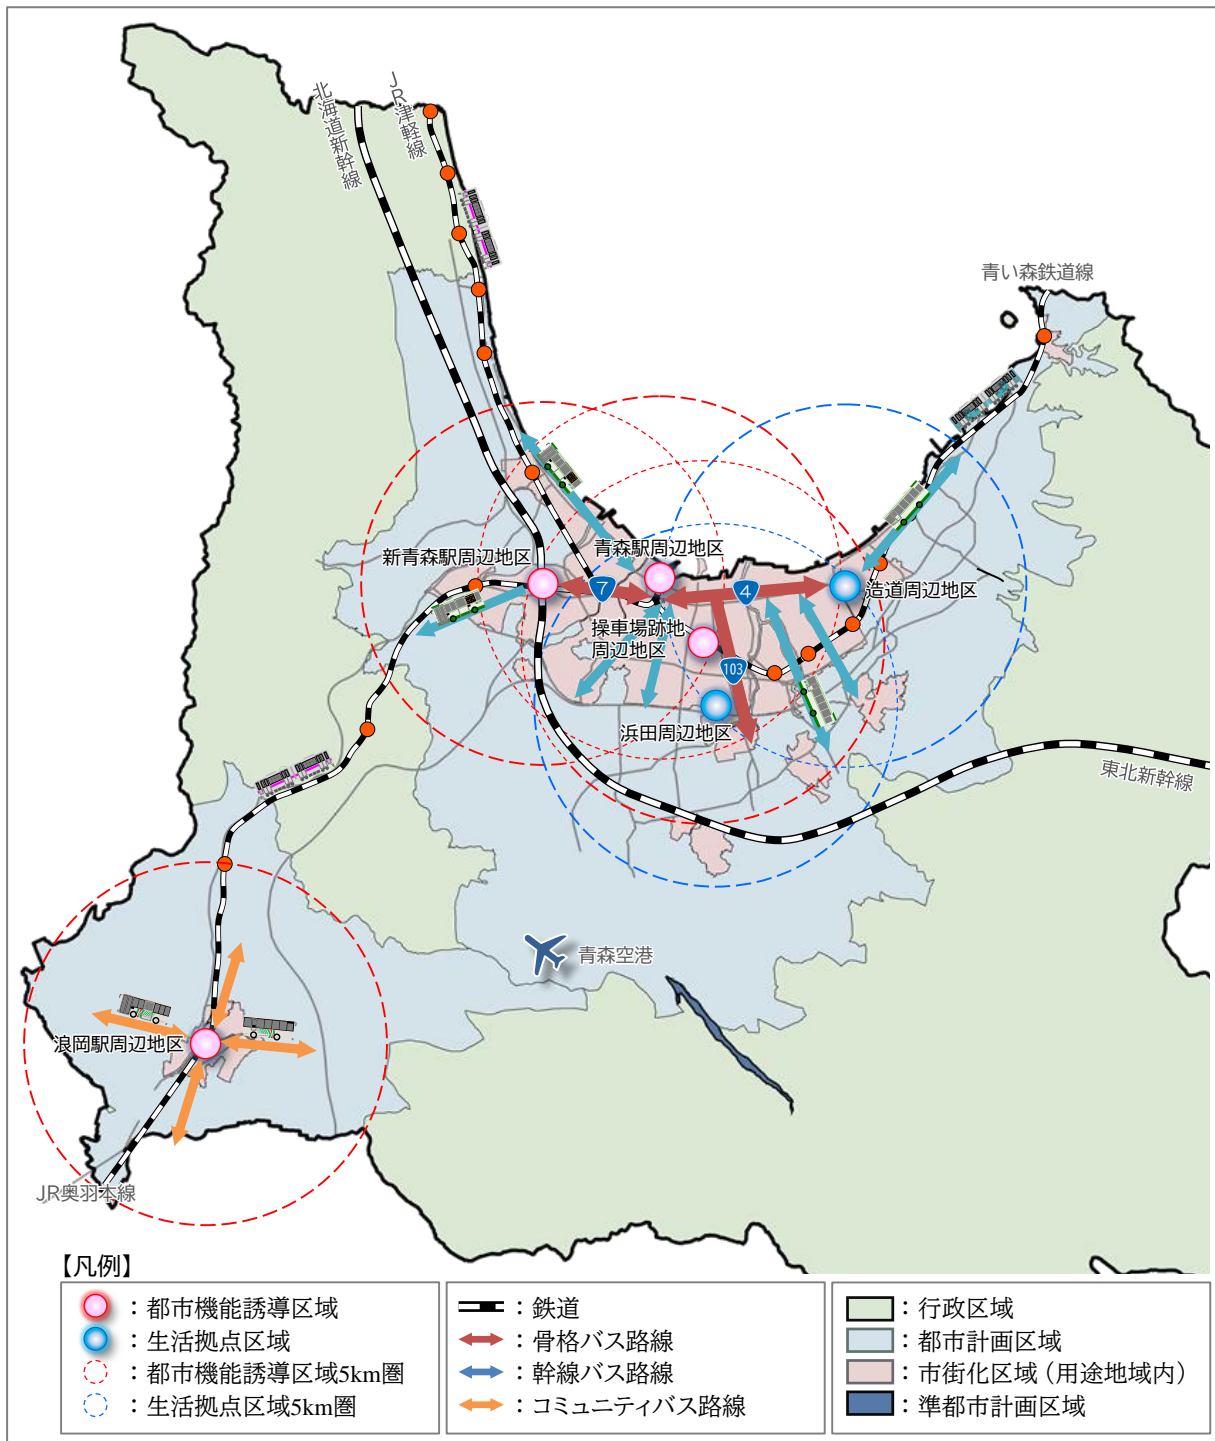 北海道新幹線
JR津軽線
青い森鉄道線
新青森駅周辺地区
青森駅周辺地区
7
4
造道周辺地区
操車場跡地
周辺地区
103
浜田周辺地区
東北新幹線
青森空港
浪岡駅周辺地区
JR奥羽本線
【凡例】
：都市機能誘導区域
：生活拠点区域
：都市機能誘導区域5km圏
：生活拠点区域5km圏
：鉄道
：骨格バス路線
：幹線バス路線
：コミュニティバス路線
：行政区域
：都市計画区域
：市街化区域（用途地域内）
：準都市計画区域